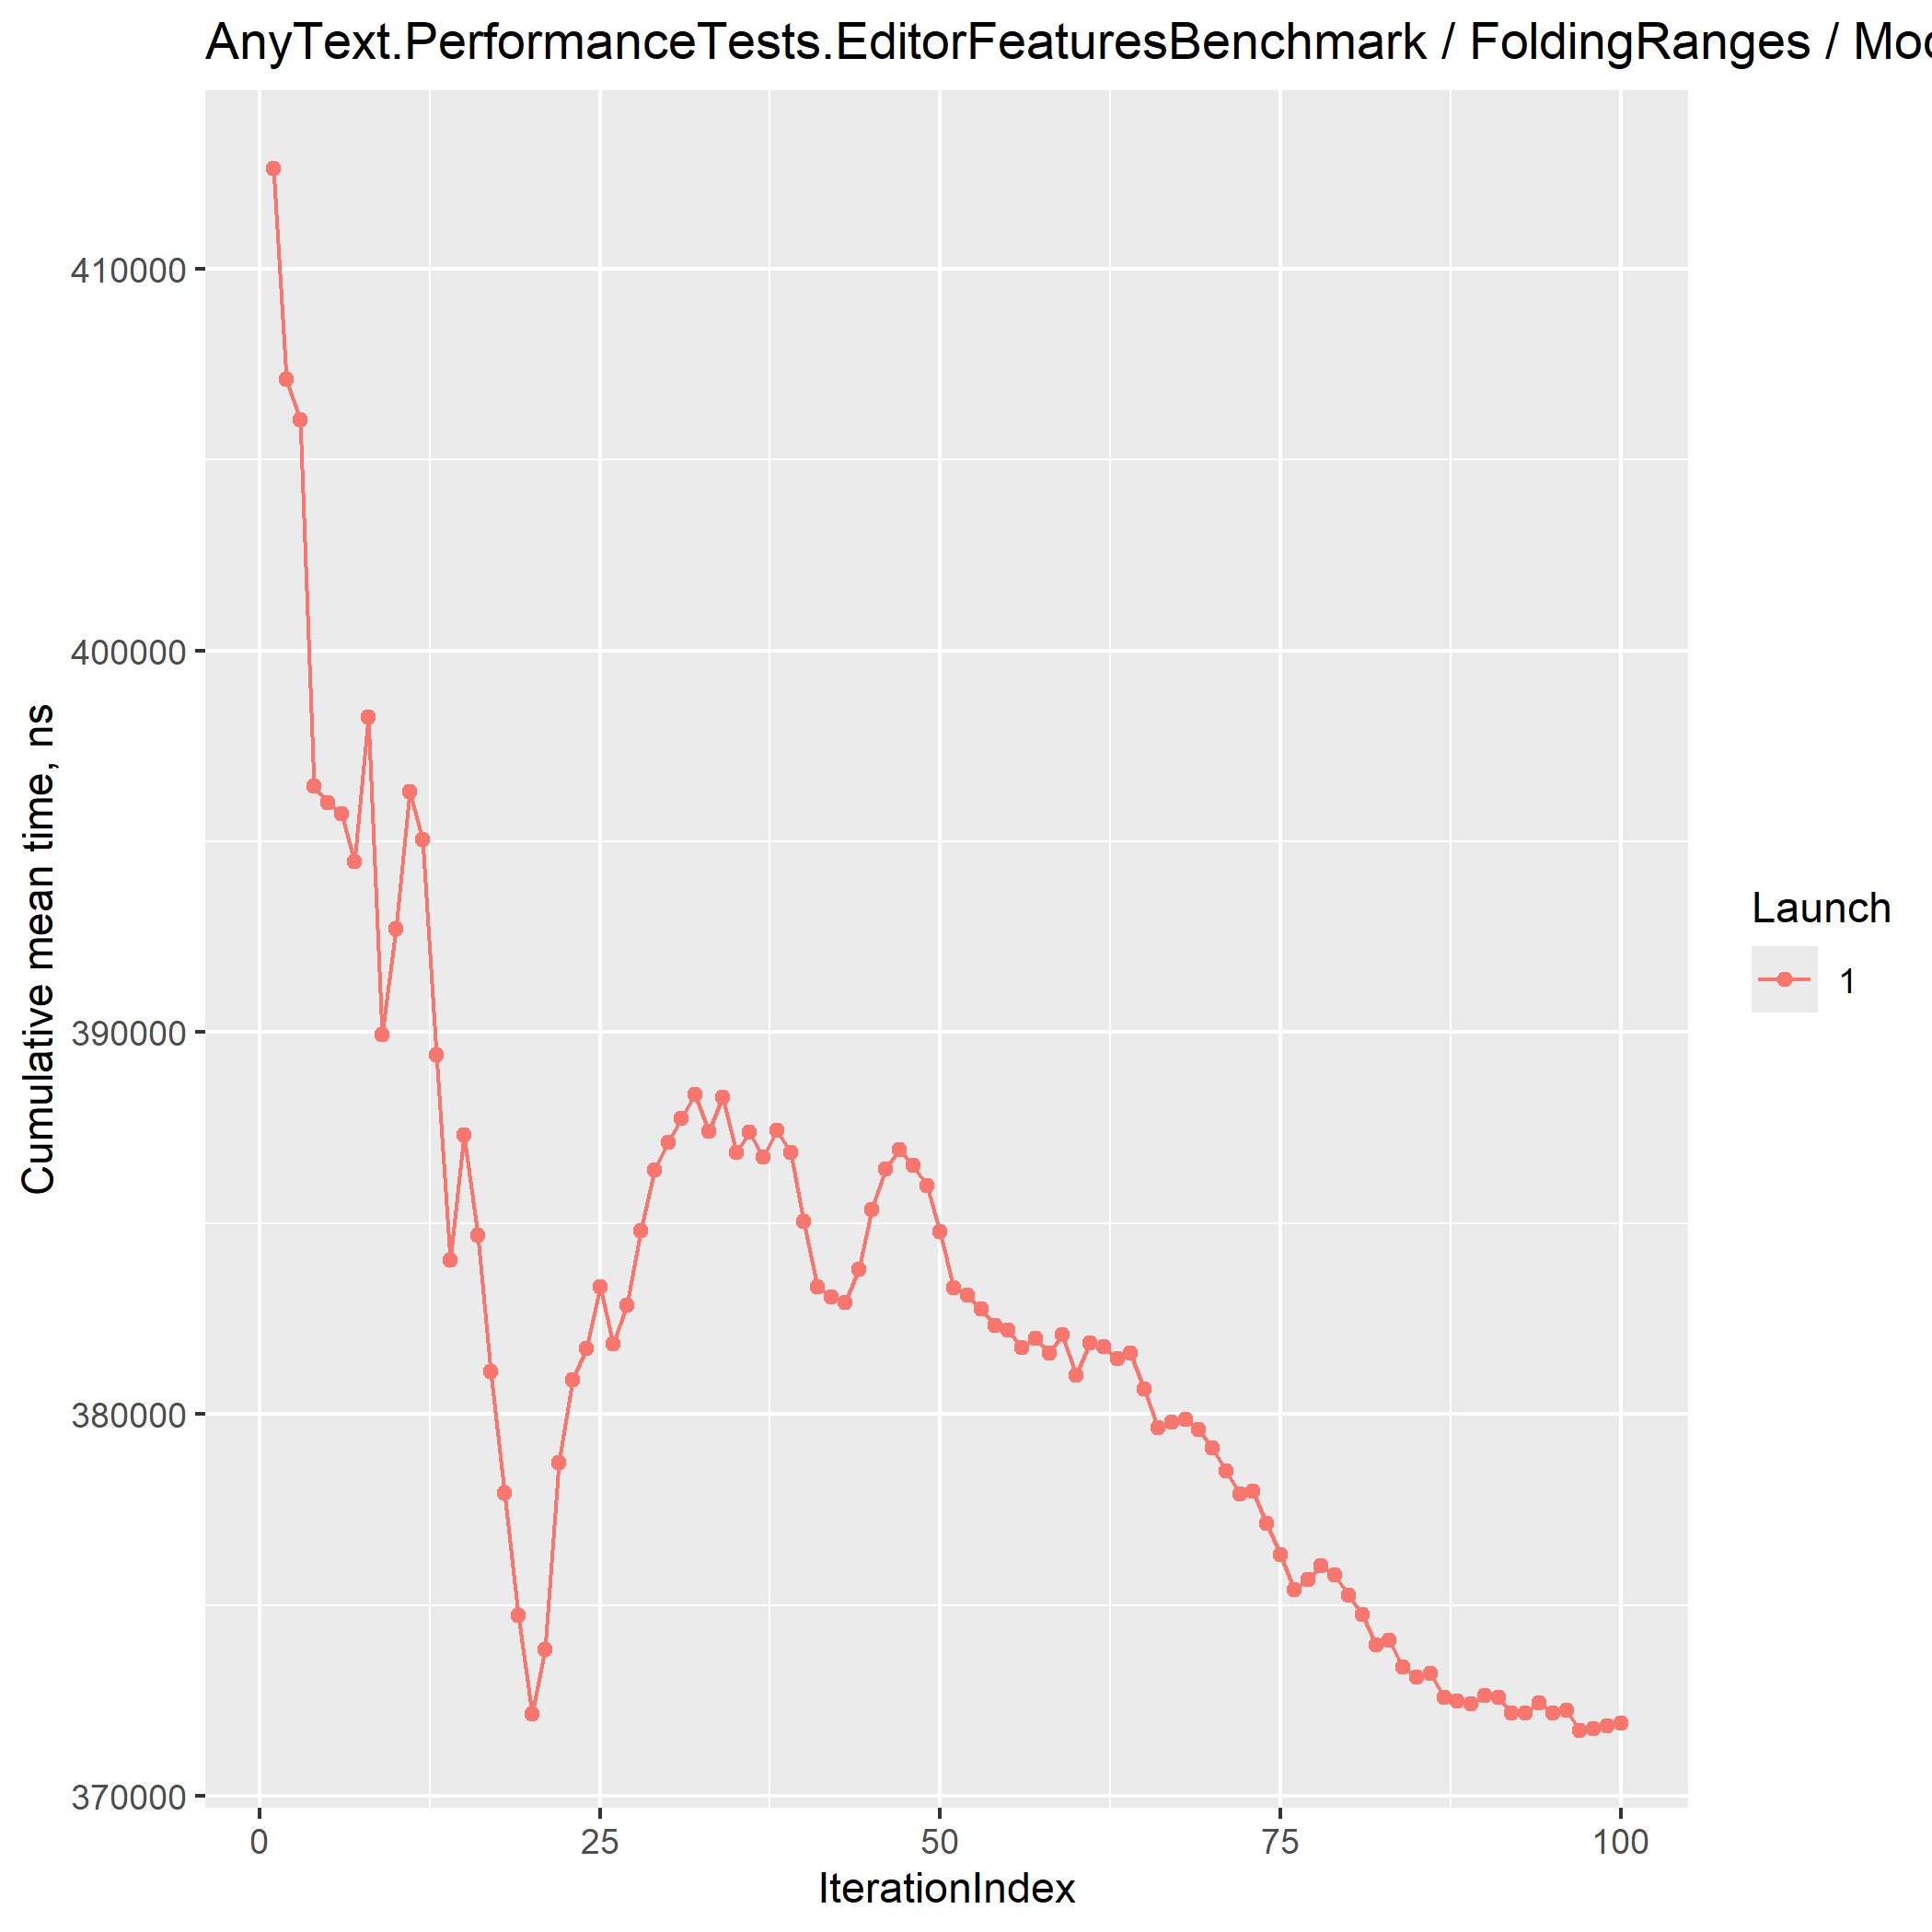 AnyText.PerformanceTests.EditorFeaturesBenchmark / FoldingRanges /
Cumulative mean time, ns
410000
400000
390000
380000
370000
0 25 50 75 100
IterationIndex
Launch
1